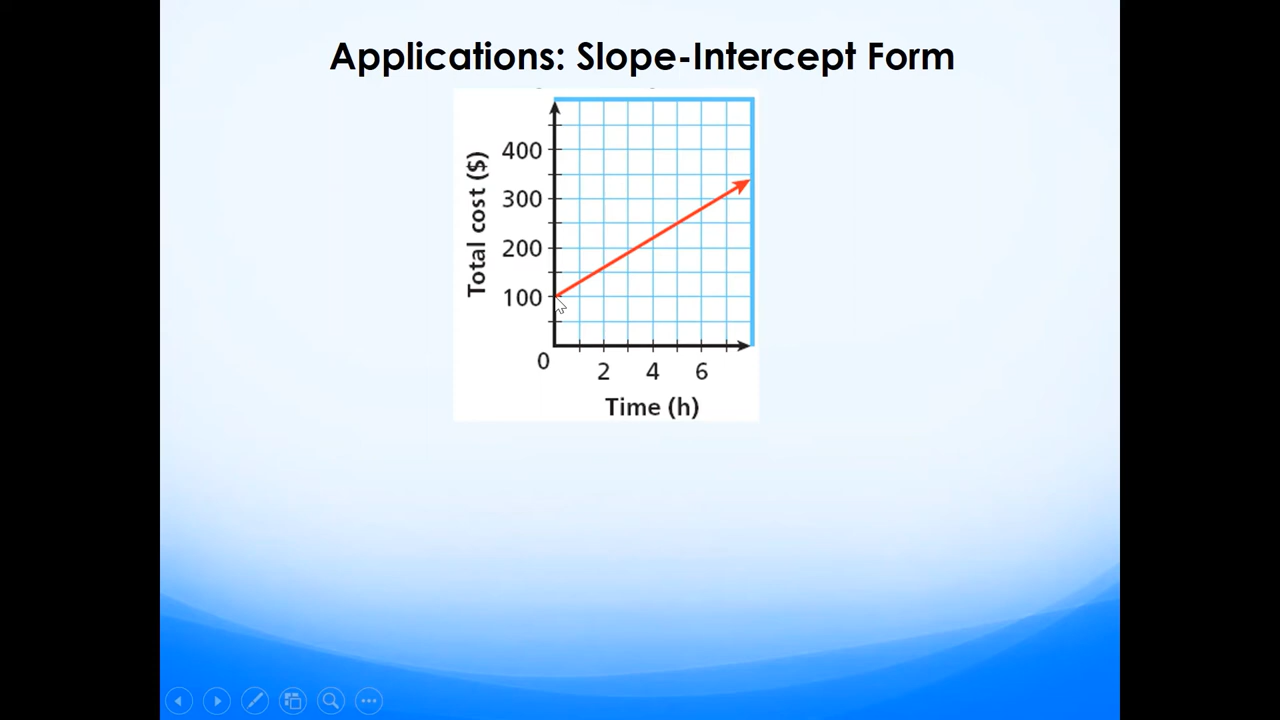 Applications: Slope-Intercept Form
Total cost ($)
400
300
200
100
0
2 4 6
Time (h)